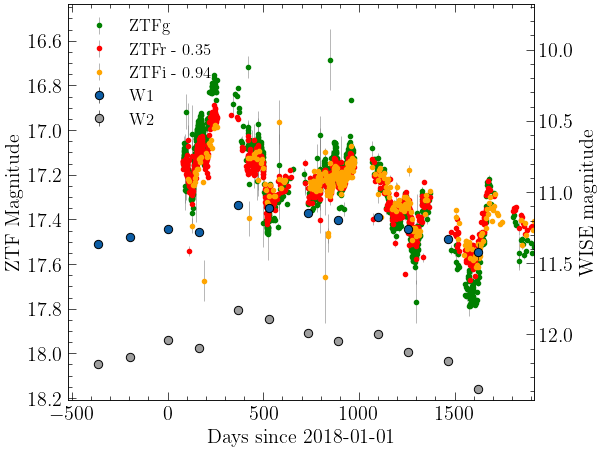 ZTFg
ZTFr - 0.35
ZTFi - 0.94
W1
W2
16.6
16.8
17.0
17.2
17.4
17.6
17.8
18.0
18.2
ZTF Magnitude
10.0
10.5
11.0
11.5
12.0
WISE magnitude
−500
0
500
1000
1500
Days since 2018-01-01